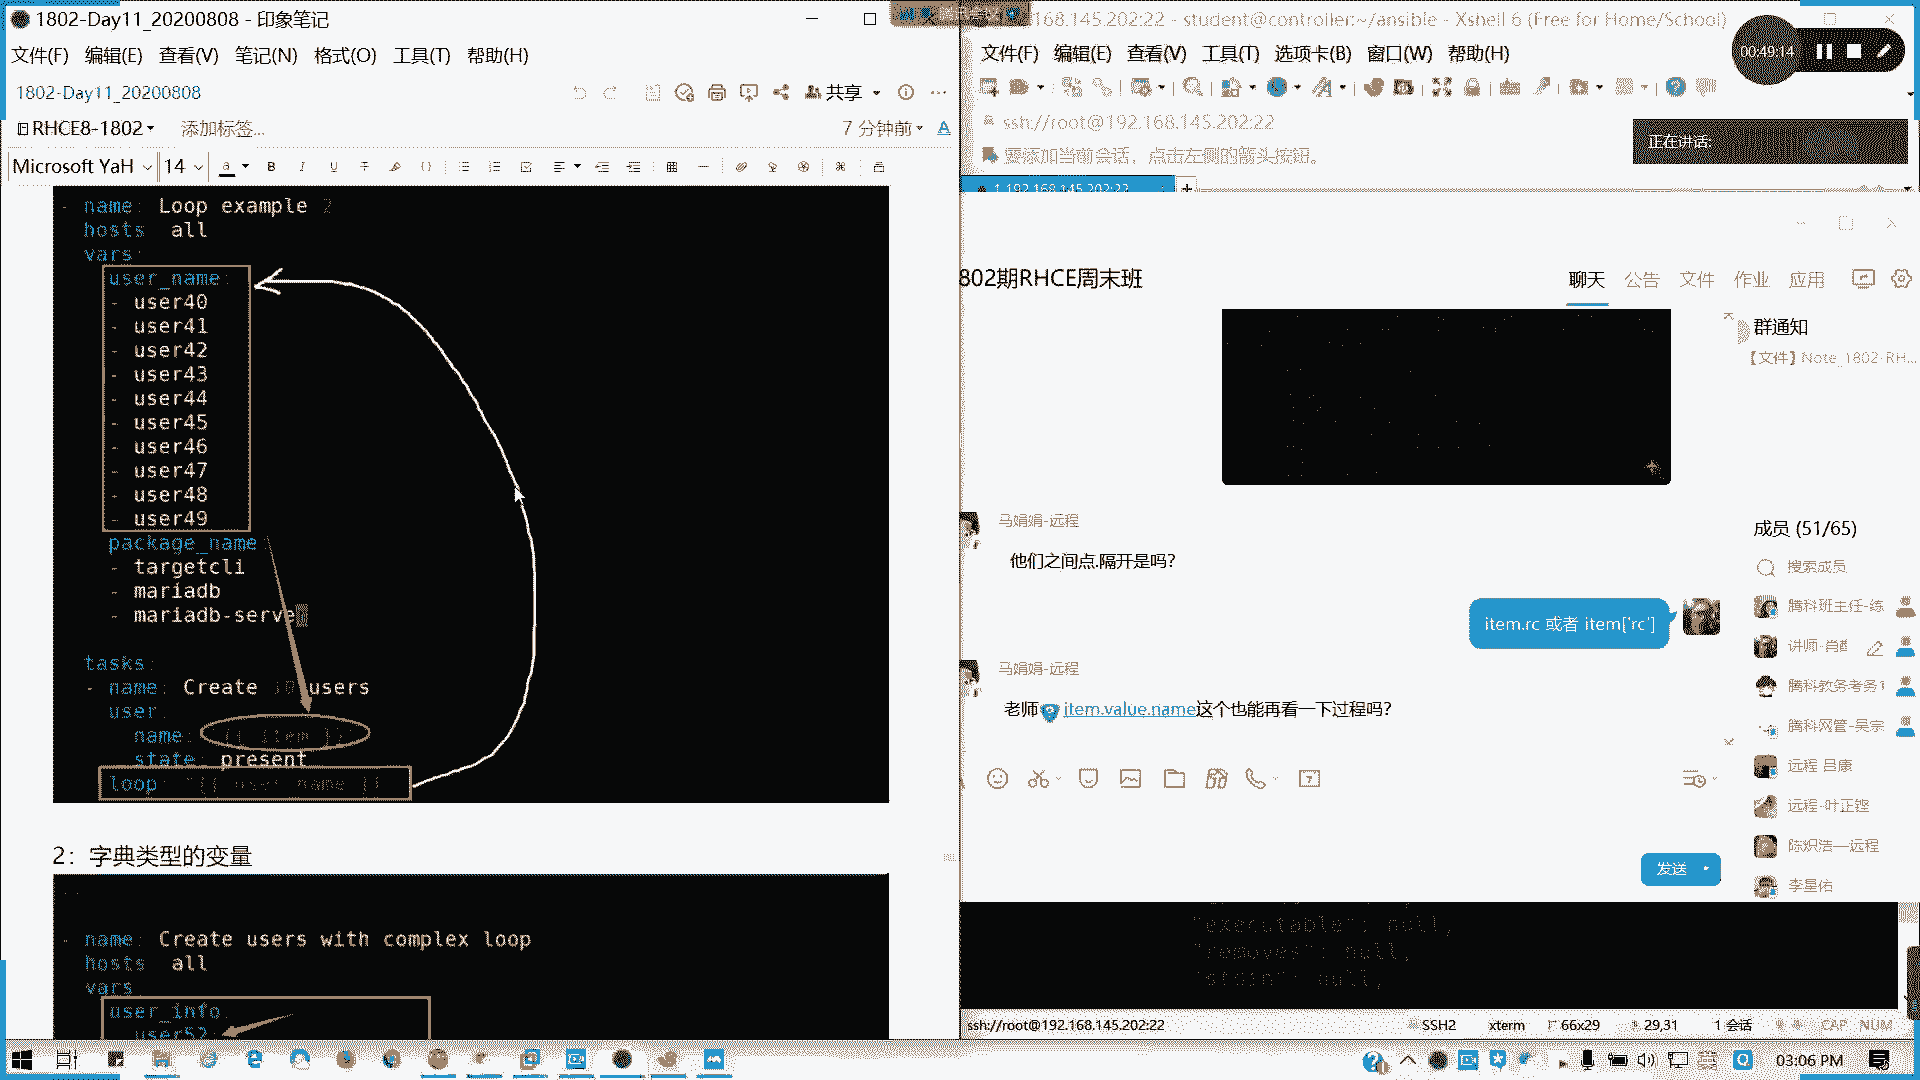 1802-Day11_20200808 - 印象笔记
文件(F) 编辑(E) 查看(V) 笔记(N) 格式(O) 工具(T) 帮助(H)
1802-Day11_20200808
共享
RHCE8-1802
添加标签...
7 分钟前
Microsoft YaH 14
- name: Loop example 2
hosts all
vars:
user_name:
- user40
- user41
- user42
- user43
- user44
- user45
- user46
- user47
- user48
- user49
package_name
- targetcli
- mariadb
- mariadb-serve
tasks:
- name: Create 10 users
user:
name: "{{ item }}"
state: present
loop: "{{ user_name }}
2：字典类型的变量
- name: Create users with complex loop
hosts all
vars
user_info:
user52:
168.145.202:22 - student@controller:~/ansible - Xshell 6 (Free for Home/School)
文件(F) 编辑(E) 查看(V) 工具(T) 选项卡(B) 窗口(W) 帮助(H)
00:49:14
ssh://root@192.168.145.202:22
要添加当前会话，点击左侧的箭头按钮。
正在讲话:
1 192.168.145.202:22
802期RHCE周末班
聊天 公告 文件 作业 应用
群通知
【文件】Note_1802-RH...
马娟娟-远程
他们之间点.隔开是吗?
item.rc 或者 item['rc']
马娟娟-远程
老师 item.value.name这个也能再看一下过程吗?
发送
成员 (51/65)
搜索成员
腾科班主任-练
讲师-肖
腾科教务考务1
腾科网管-吴宗
远程 吕康
远程-叶正铿
陈炽浩—远程
李星佑
"executable": null,
"removes": null,
"stdin": null,
ssh://root@192.168.145.202:22
SSH2 xterm 66x29 29,31 1 会话 CAP NUM
03:06 PM